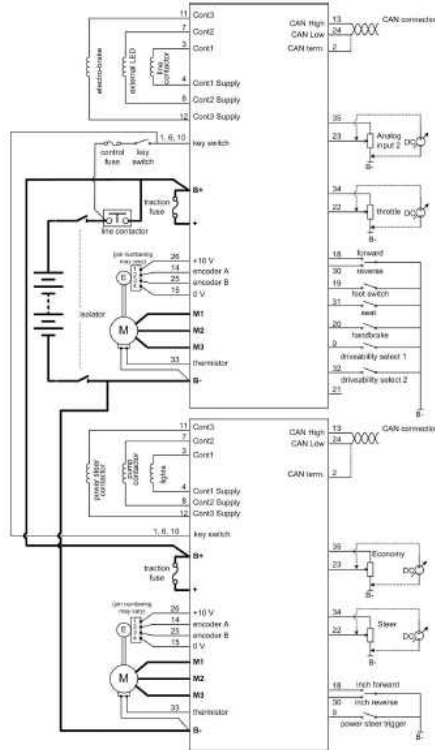 11 Cont3
7 Cont2
3 Cont1
electro-brake
external LED
line contactor
4 Cont1 Supply
8 Cont2 Supply
12 Cont3 Supply
1, 6, 10 key switch
control fuse
key switch
B+
traction fuse
+
line contactor
(pin numbering may vary)
E
26 +10 V
14 encoder A
25 encoder B
15 0 V
isolator
M
M1
M2
M3
33 thermistor
B-
CAN High 13 CAN connection
CAN Low 24
CAN term. 2
35
23 Analog input 2
DC
B-
34
22 throttle
DC
B-
18 forward
30 reverse
19 foot switch
31 seat
20 handbrake
9 driveability select 1
32 driveability select 2
21
B-
11 Cont3
7 Cont2
3 Cont1
power steer contactor
pump contactor
lights
4 Cont1 Supply
8 Cont2 Supply
12 Cont3 Supply
1, 6, 10 key switch
B+
traction fuse
+
(pin numbering may vary)
E
26 +10 V
14 encoder A
25 encoder B
15 0 V
M
M1
M2
M3
33 thermistor
B-
CAN High 13 CAN connection
CAN Low 24
CAN term. 2
35 Economy
23
DC
B-
34 Steer
22
DC
B-
18 inch forward
30 inch reverse
9 power steer trigger
B-